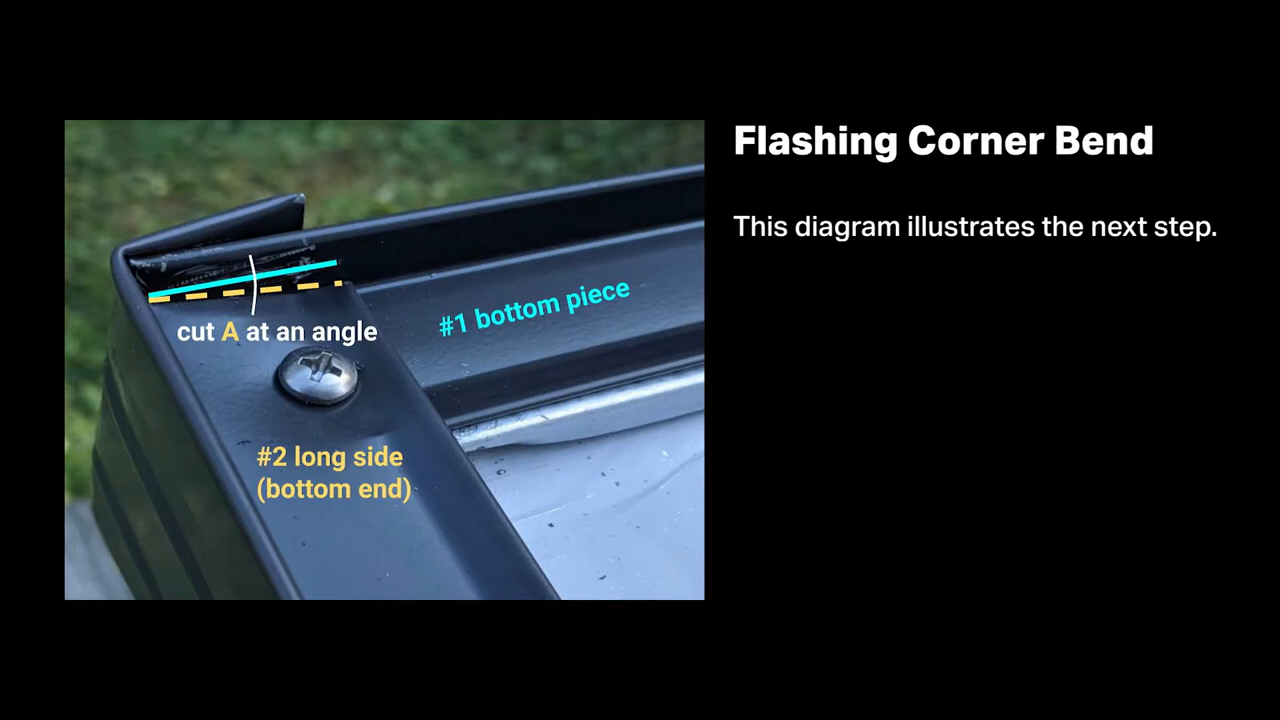 Flashing Corner Bend
This diagram illustrates the next step.
cut A at an angle
#1 bottom piece
#2 long side
(bottom end)